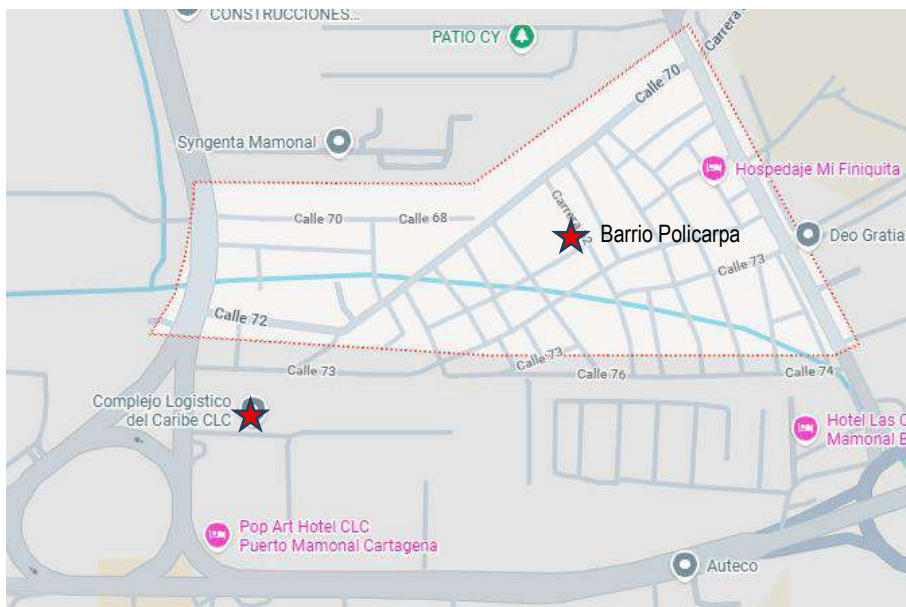 CONSTRUCCIONES...
PATIO CY
Carrera
Calle 70
Syngenta Mamonal
Hospedaje Mi Finiquita
Calle 70
Calle 68
Barrio Policarpa
Deo Gratia
Calle 73
Calle 72
Calle 73
Calle 73
Calle 76
Calle 74
Complejo Logistico
del Caribe CLC
Hotel Las
Mamonal
Pop Art Hotel CLC
Puerto Mamonal Cartagena
Auteco